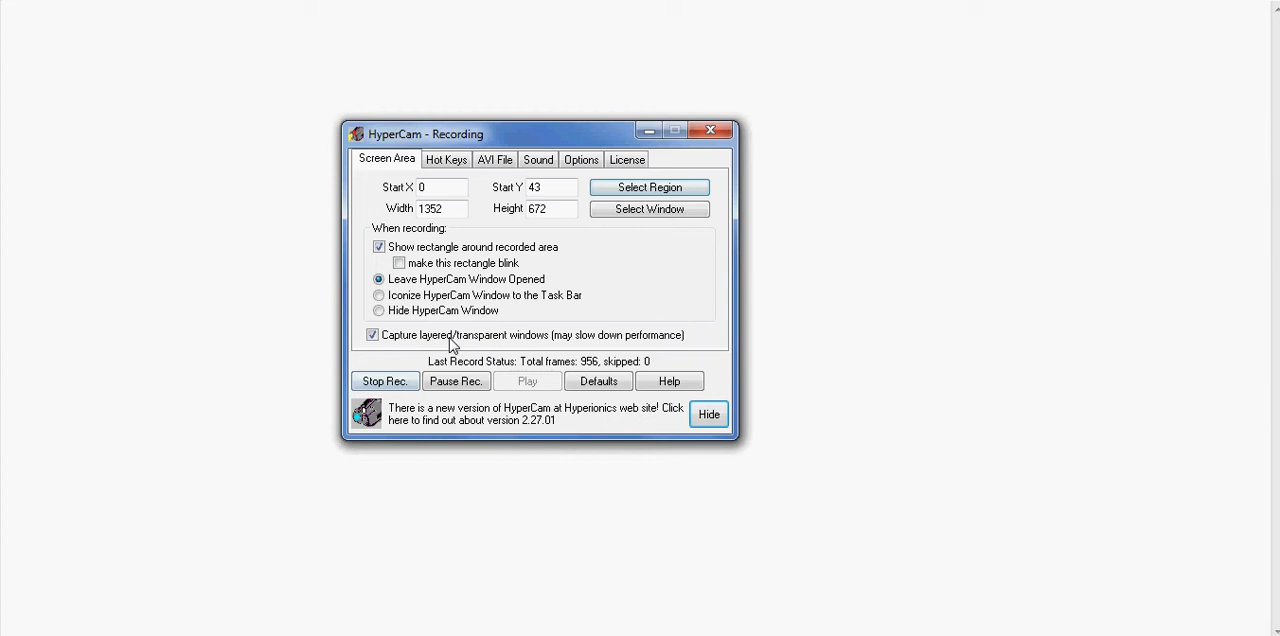 HyperCam - Recording
Screen Area Hot Keys AVI File Sound Options License
Start X 0 Start Y 43 Select Region
Width 1352 Height 672 Select Window
When recording:
Show rectangle around recorded area
make this rectangle blink
Leave HyperCam Window Opened
Iconize HyperCam Window to the Task Bar
Hide HyperCam Window
Capture layered/transparent windows (may slow down performance)
Last Record Status: Total frames: 956, skipped: 0
Stop Rec. Pause Rec. Play Defaults Help
There is a new version of HyperCam at Hyperionics web site! Click
here to find out about version 2.27.01
Hide